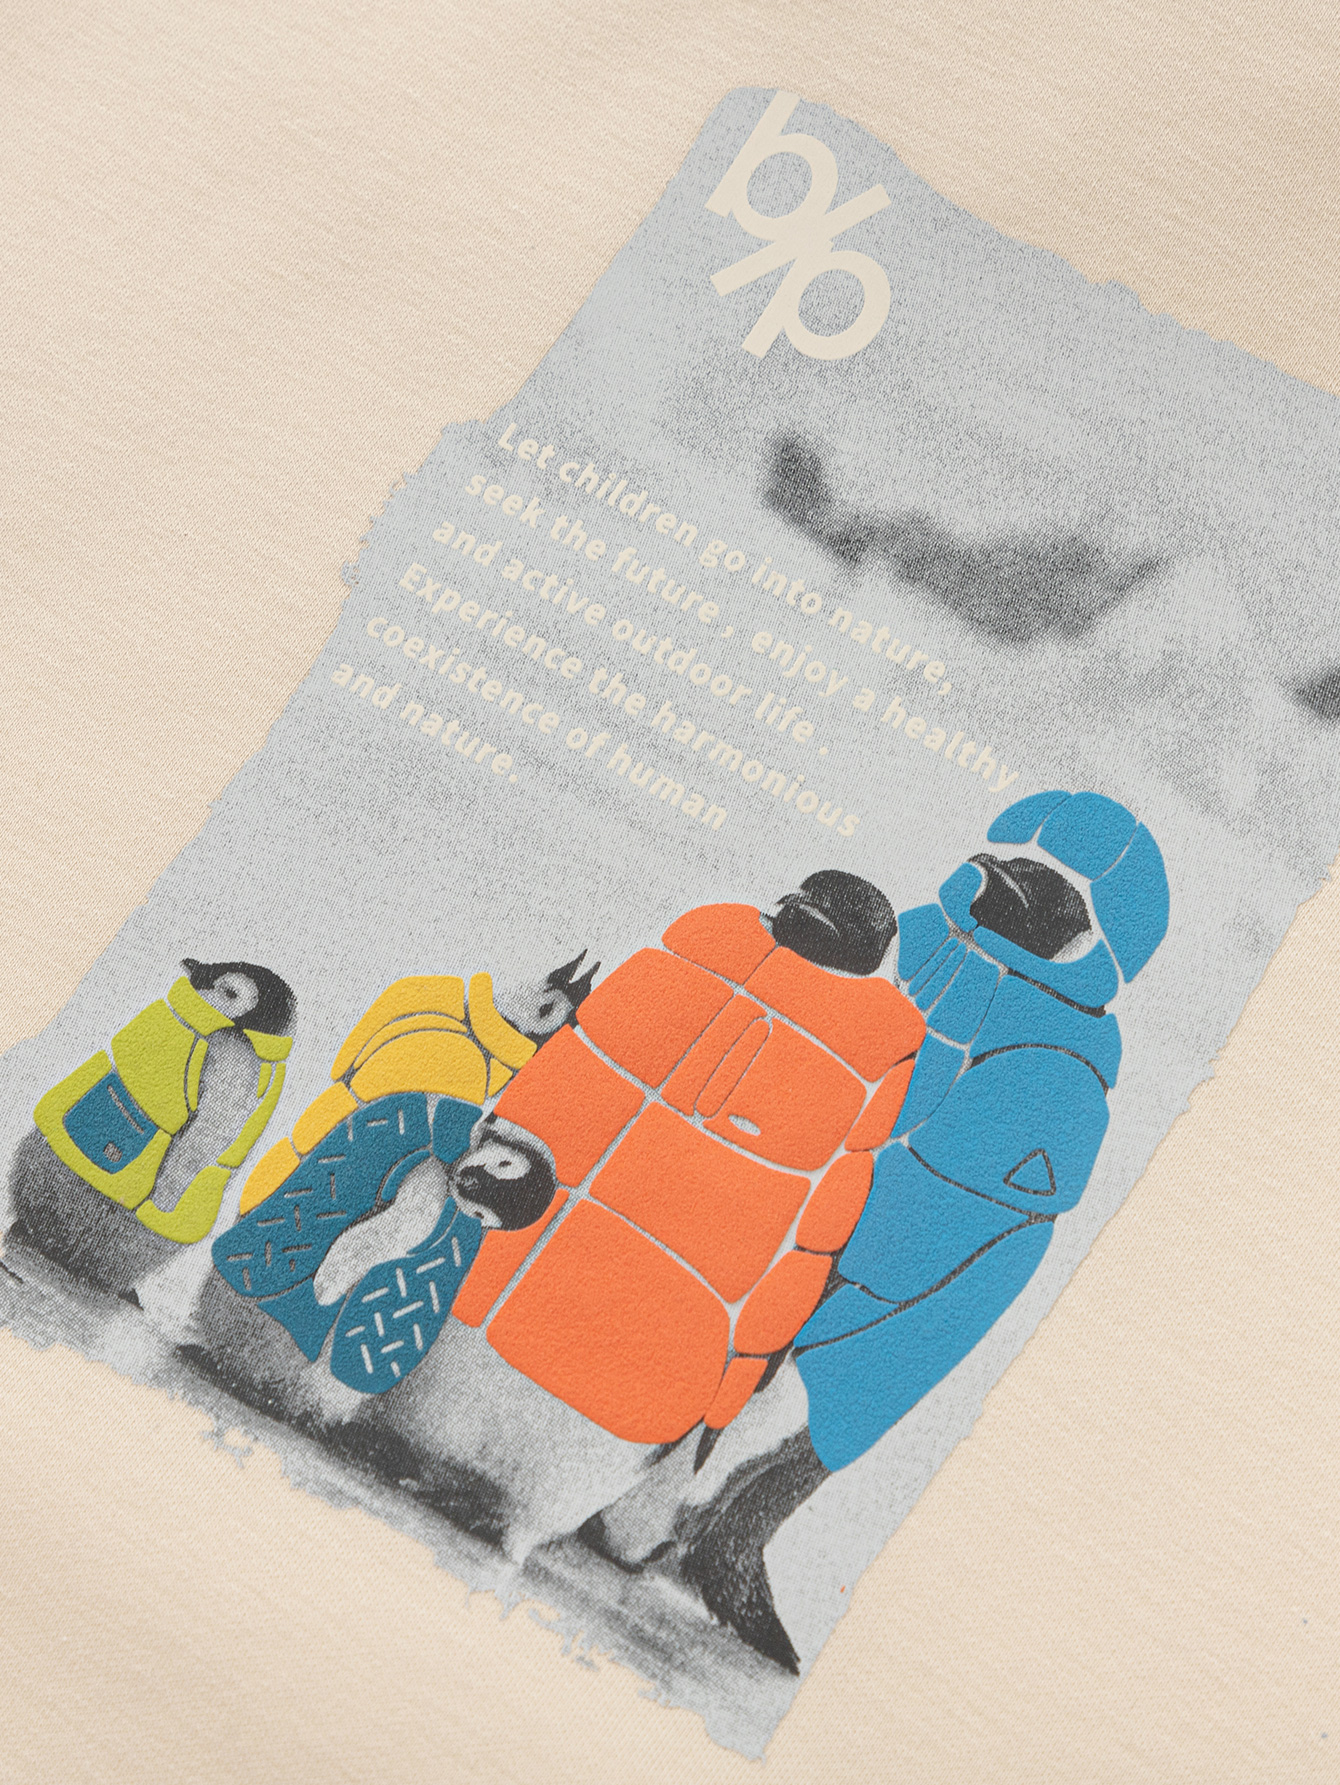 b/p
Let children go into nature,
seek the future , enjoy a healthy
and active outdoor life .
Experience the harmonious
coexistence of human
and nature.